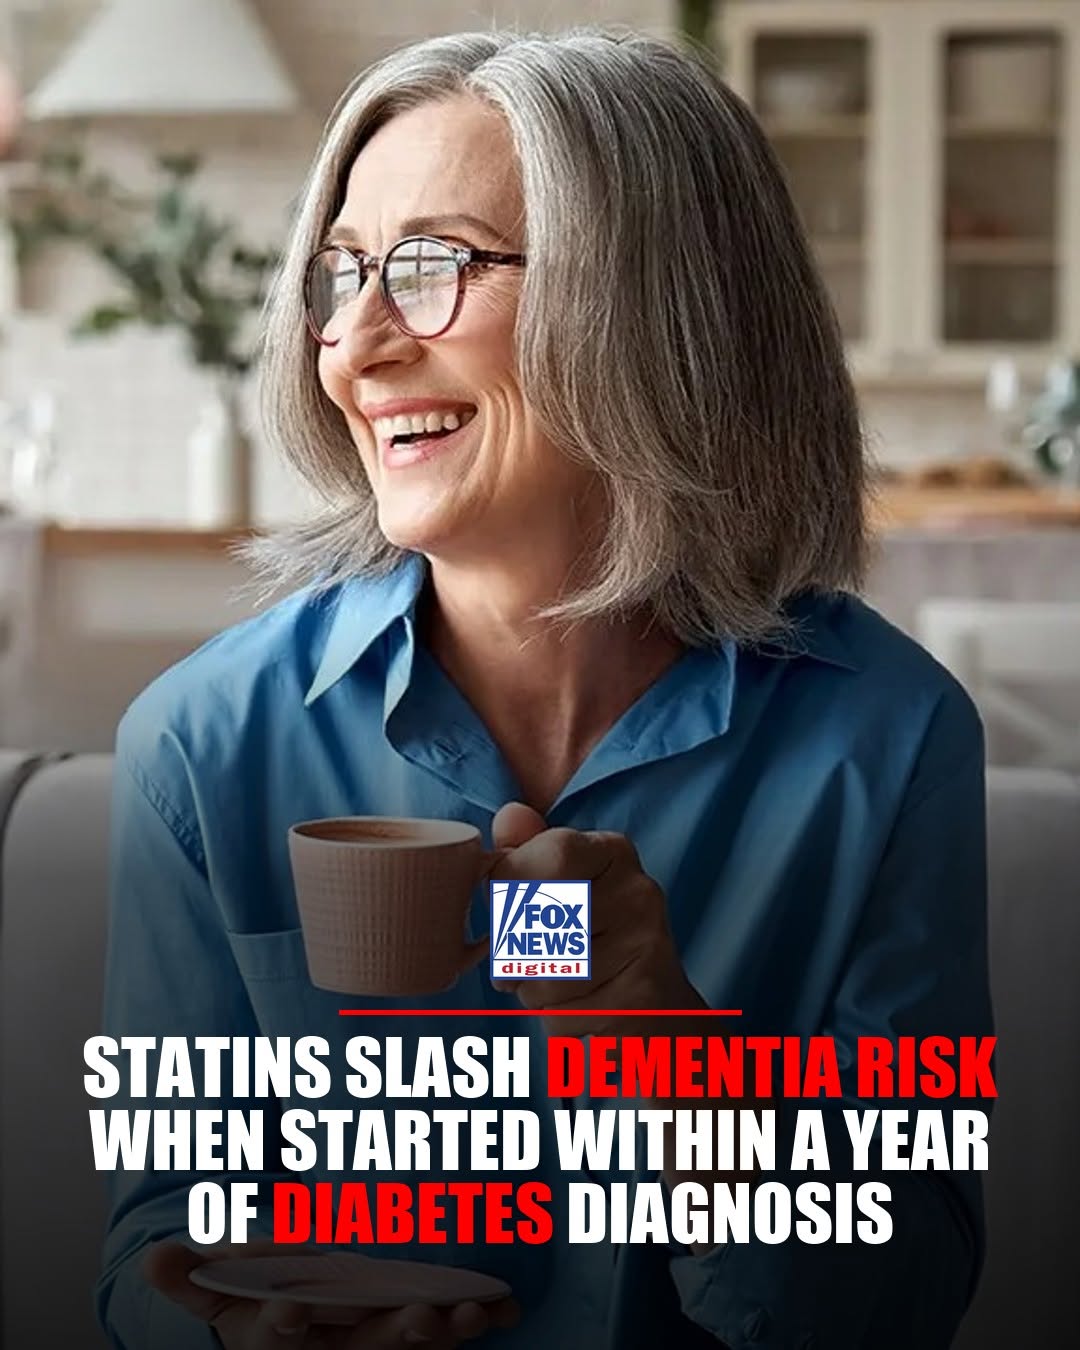 FOX
NEWS
digital
STATINS SLASH DEMENTIA RISK
WHEN STARTED WITHIN A YEAR
OF DIABETES DIAGNOSIS